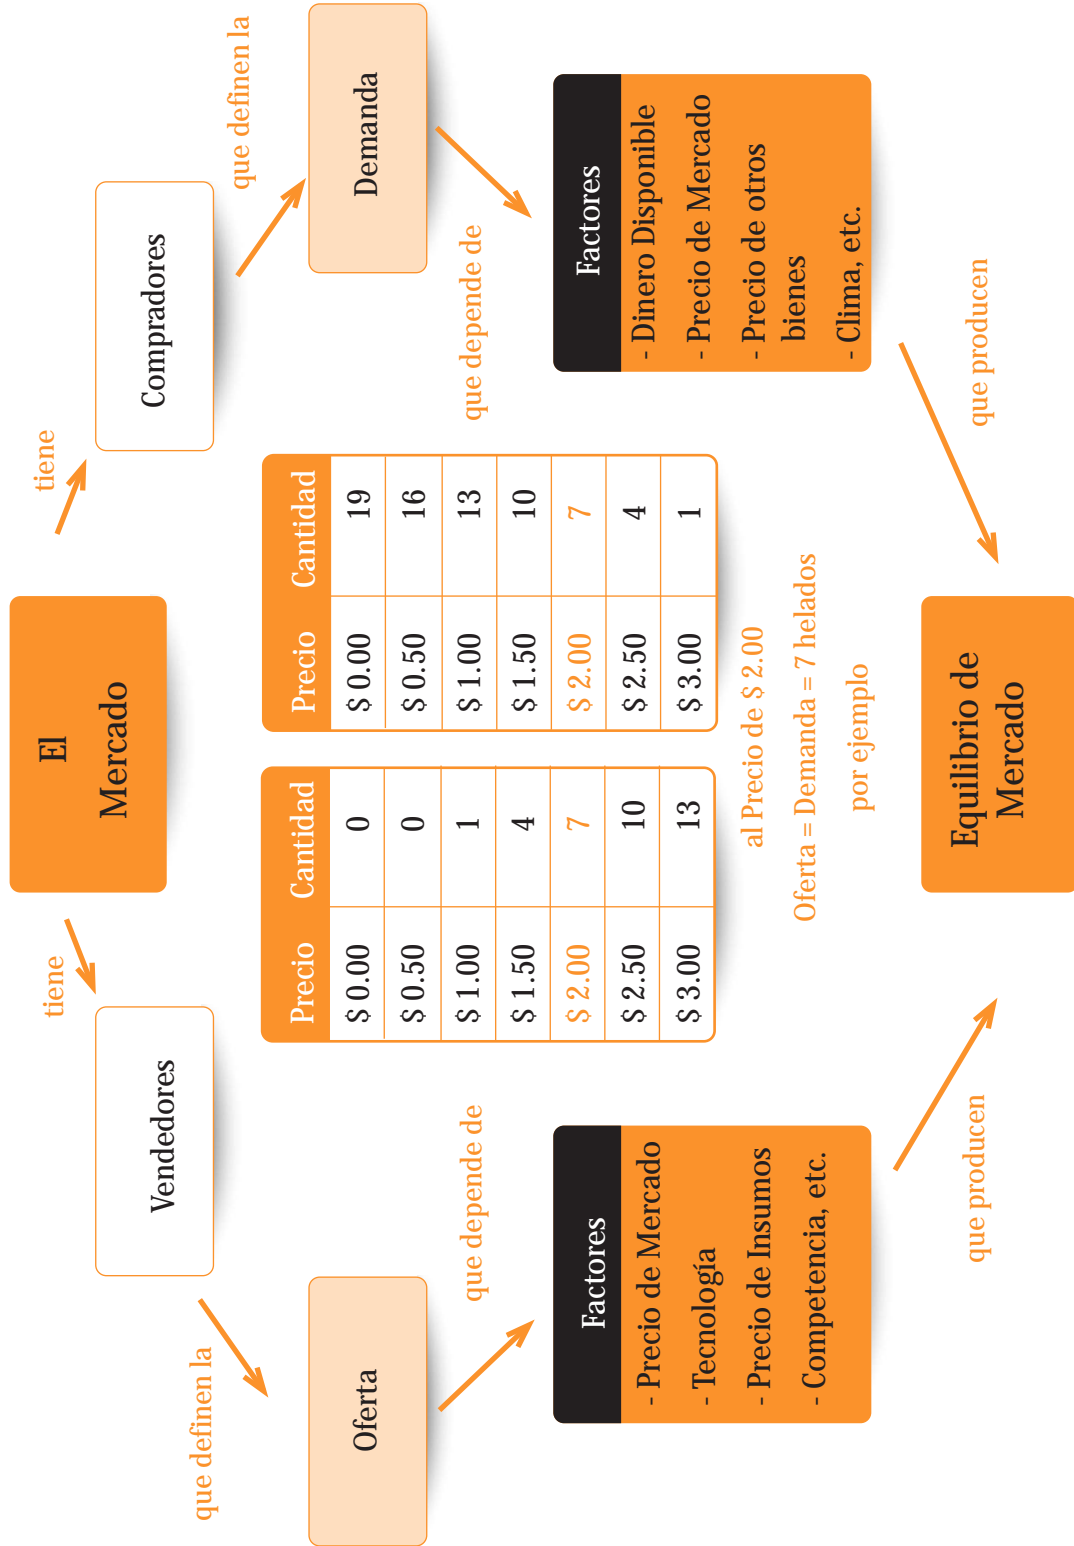 El
Mercado
tiene
tiene
Vendedores
Compradores
que definen la
que definen la
Oferta
Demanda
Precio Cantidad
$ 0.00 0
$ 0.50 0
$ 1.00 1
$ 1.50 4
$ 2.00 7
$ 2.50 10
$ 3.00 13
Precio Cantidad
$ 0.00 19
$ 0.50 16
$ 1.00 13
$ 1.50 10
$ 2.00 7
$ 2.50 4
$ 3.00 1
que depende de
que depende de
Factores
- Precio de Mercado
- Tecnología
- Precio de Insumos
- Competencia, etc.
Factores
- Dinero Disponible
- Precio de Mercado
- Precio de otros
bienes
- Clima, etc.
al Precio de $ 2.00
Oferta = Demanda = 7 helados
por ejemplo
que producen
que producen
Equilibrio de
Mercado